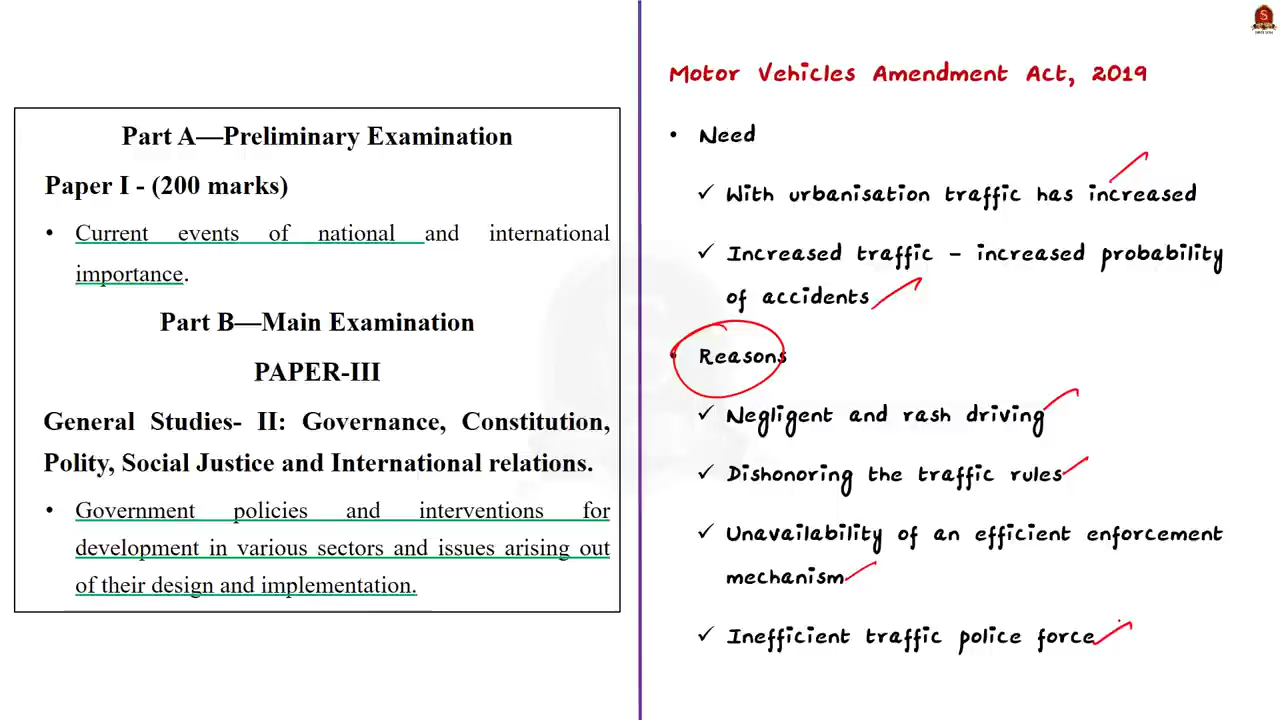 Part A—Preliminary Examination
Paper I - (200 marks)
• Current events of national and international
importance.
Part B—Main Examination
PAPER-III
General Studies- II: Governance, Constitution,
Polity, Social Justice and International relations.
• Government policies and interventions for
development in various sectors and issues arising out
of their design and implementation.
Motor Vehicles Amendment Act, 2019
• Need
✓ With urbanisation traffic has increased
✓ Increased traffic – increased probability
of accidents
• Reasons
✓ Negligent and rash driving
✓ Dishonoring the traffic rules
✓ Unavailability of an efficient enforcement
mechanism
✓ Inefficient traffic police force